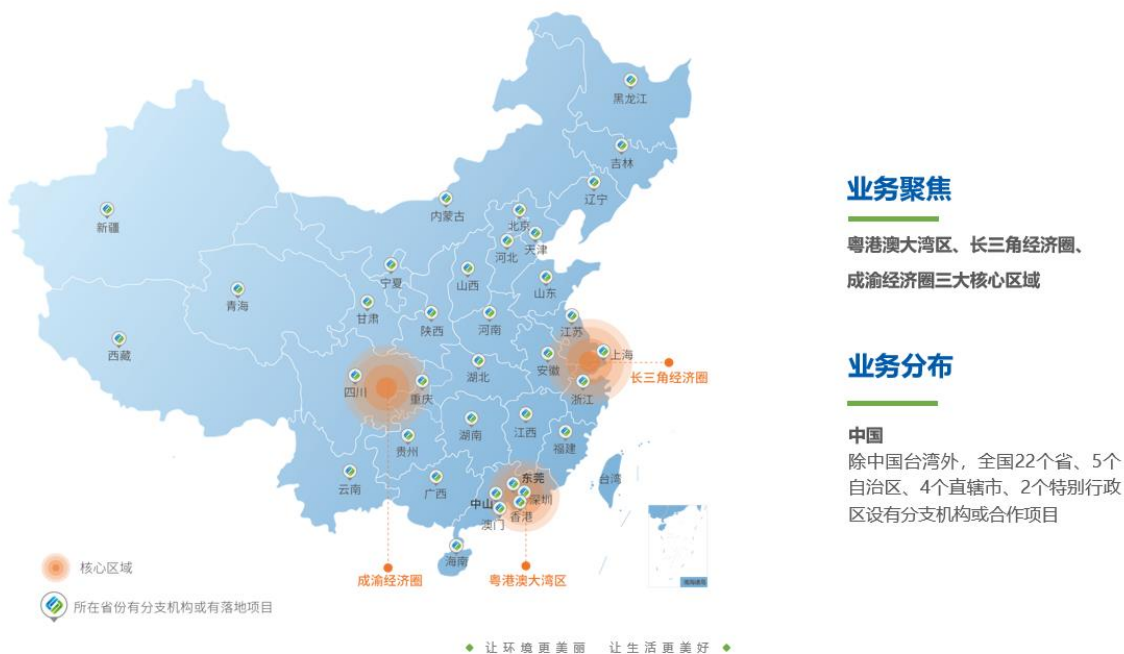 黑龙江
吉林
辽宁
内蒙古
北京
天津
河北
新疆
宁夏
山西
山东
青海
甘肃
陕西
河南
江苏
西藏
安徽
上海
长三角经济圈
湖北
四川
重庆
浙江
湖南
江西
福建
贵州
云南
广西
东莞
中山
深圳
香港
澳门
台湾
海南
成渝经济圈
粤港澳大湾区
南海诸岛
核心区域
所在省份有分支机构或有落地项目
业务聚焦
粤港澳大湾区、长三角经济圈、
成渝经济圈三大核心区域
业务分布
中国
除中国台湾外，全国22个省、5个
自治区、4个直辖市、2个特别行政
区设有分支机构或合作项目
让环境更美丽 让生活更美好